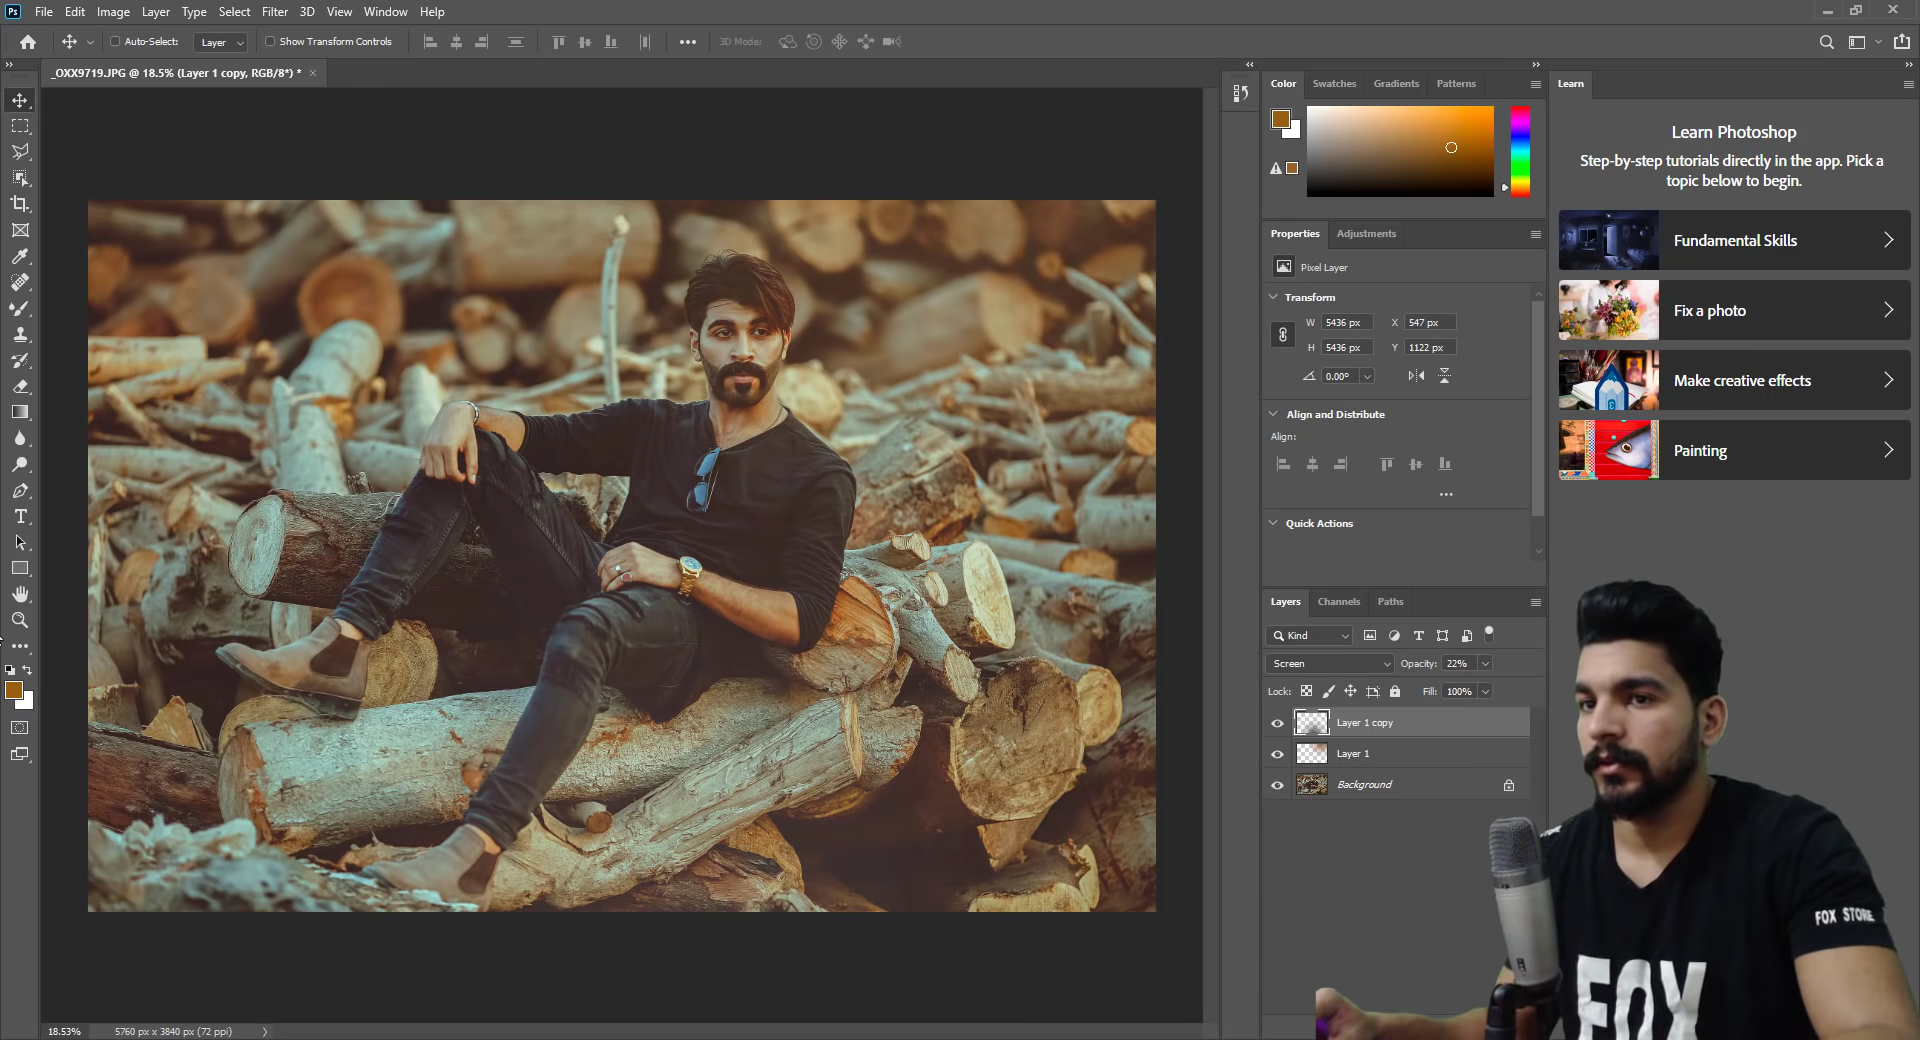 Ps File Edit Image Layer Type Select Filter 3D View Window Help
Auto-Select: Layer Show Transform Controls 3D Mode:
_OXX9719.JPG @ 18.5% (Layer 1 copy, RGB/8*) *
Color Swatches Gradients Patterns
Learn
Learn Photoshop
Step-by-step tutorials directly in the app. Pick a
topic below to begin.
Fundamental Skills
Fix a photo
Make creative effects
Painting
Properties Adjustments
Pixel Layer
Transform
W 5436 px X 547 px
H 5436 px Y 1122 px
0.00°
Align and Distribute
Align:
Quick Actions
Layers Channels Paths
Kind
Screen Opacity: 22%
Lock: Fill: 100%
Layer 1 copy
Layer 1
Background
FOX STORE
FOX
18.53% 5760 px x 3840 px (72 ppi)